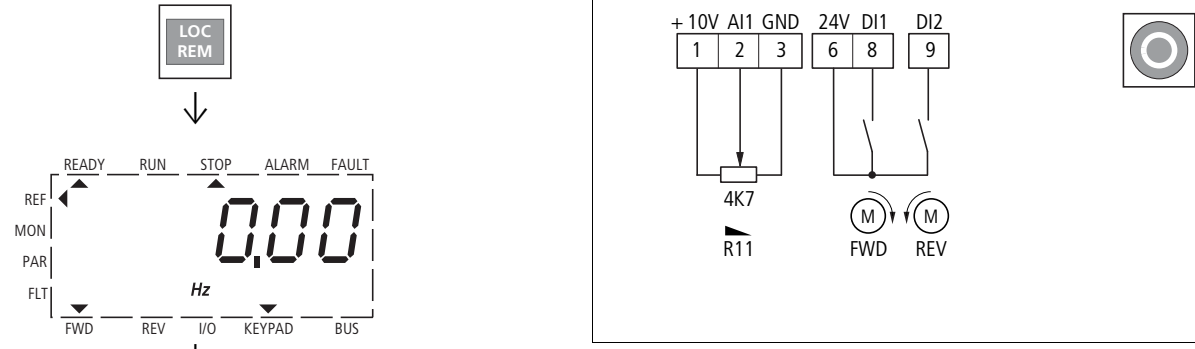 LOC
REM
READY RUN STOP ALARM FAULT
REF
MON
PAR
FLT
0.00
Hz
FWD REV I/O KEYPAD BUS
+ 10V AI1 GND 24V DI1 DI2
1 2 3 6 8 9
4K7
R11
M M
FWD REV